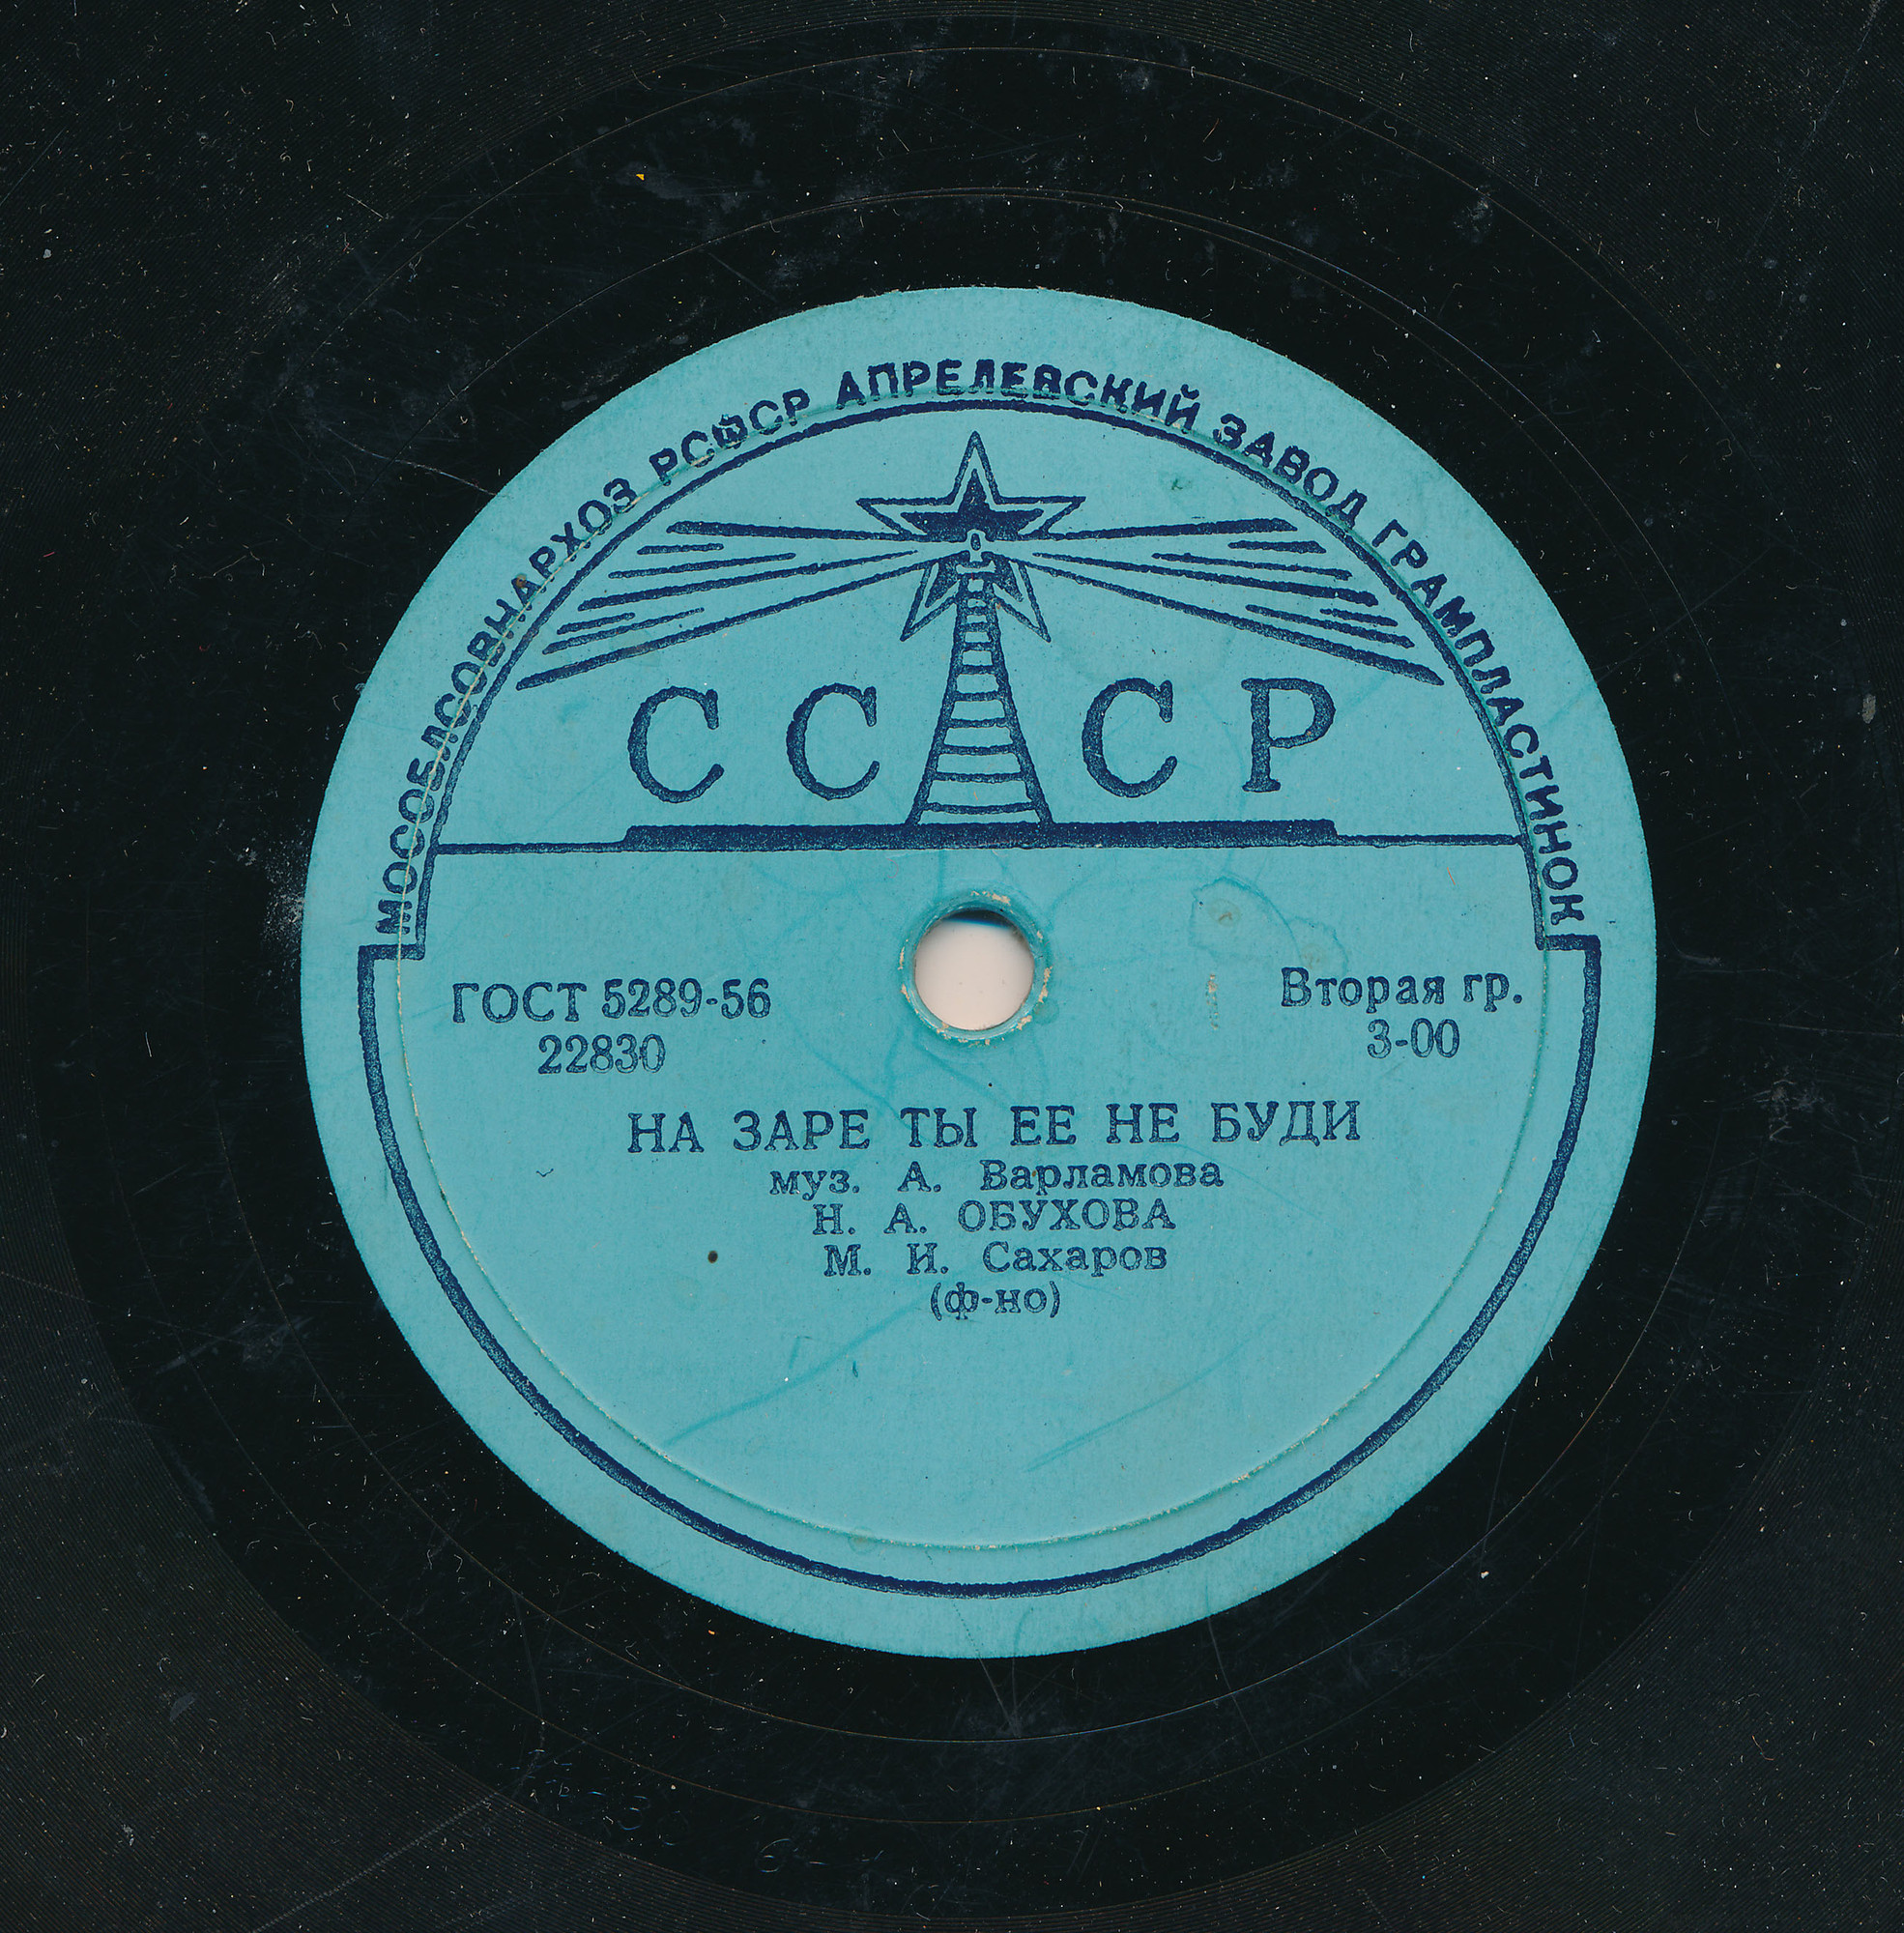 МОСОБЛСОВНАРХОЗ РСФСР АПРЕЛЕВСКИЙ ЗАВОД ГРАМПЛАСТИНОК
СССР
ГОСТ 5289-56
22830
Вторая гр.
3-00
НА ЗАРЕ ТЫ ЕЕ НЕ БУДИ
муз. А. Варламова
Н. А. ОБУХОВА
М. И. Сахаров
(ф-но)